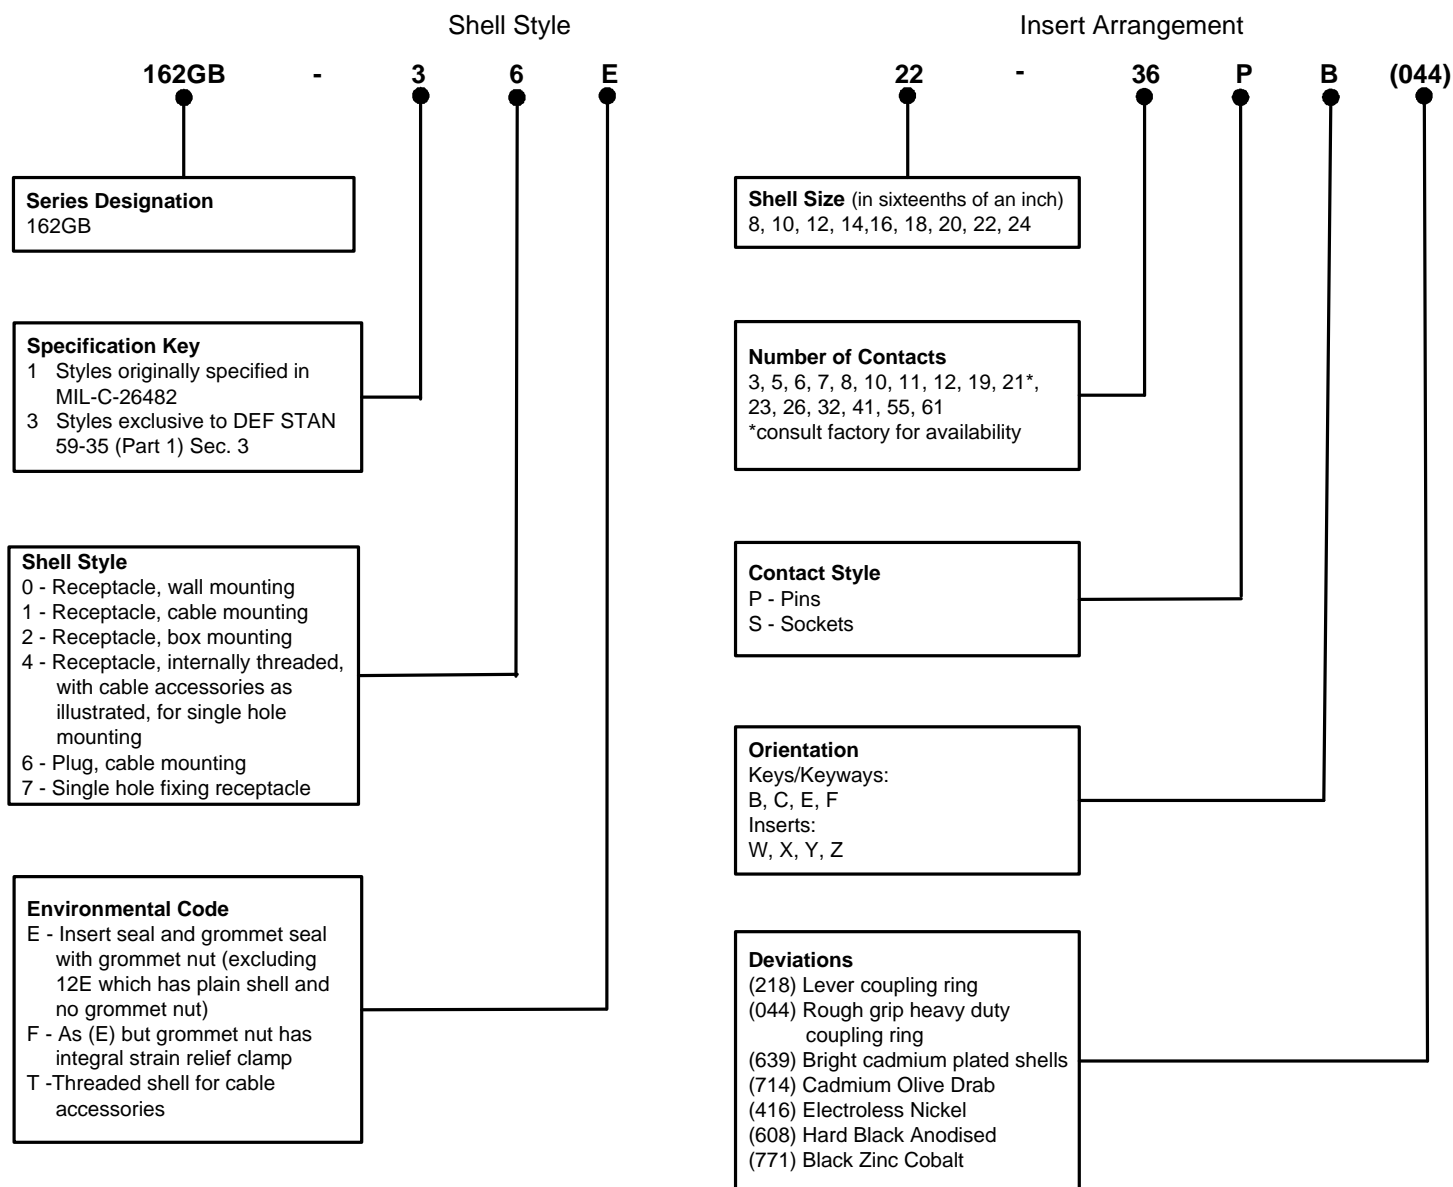 Shell Style
Insert Arrangement
162GB - 3 6 E 22 - 36 P B (044)
Series Designation
162GB
Specification Key
1 Styles originally specified in
MIL-C-26482
3 Styles exclusive to DEF STAN
59-35 (Part 1) Sec. 3
Shell Style
0 - Receptacle, wall mounting
1 - Receptacle, cable mounting
2 - Receptacle, box mounting
4 - Receptacle, internally threaded,
with cable accessories as
illustrated, for single hole
mounting
6 - Plug, cable mounting
7 - Single hole fixing receptacle
Environmental Code
E - Insert seal and grommet seal
with grommet nut (excluding
12E which has plain shell and
no grommet nut)
F - As (E) but grommet nut has
integral strain relief clamp
T -Threaded shell for cable
accessories
Shell Size (in sixteenths of an inch)
8, 10, 12, 14,16, 18, 20, 22, 24
Number of Contacts
3, 5, 6, 7, 8, 10, 11, 12, 19, 21*,
23, 26, 32, 41, 55, 61
*consult factory for availability
Contact Style
P - Pins
S - Sockets
Orientation
Keys/Keyways:
B, C, E, F
Inserts:
W, X, Y, Z
Deviations
(218) Lever coupling ring
(044) Rough grip heavy duty
coupling ring
(639) Bright cadmium plated shells
(714) Cadmium Olive Drab
(416) Electroless Nickel
(608) Hard Black Anodised
(771) Black Zinc Cobalt